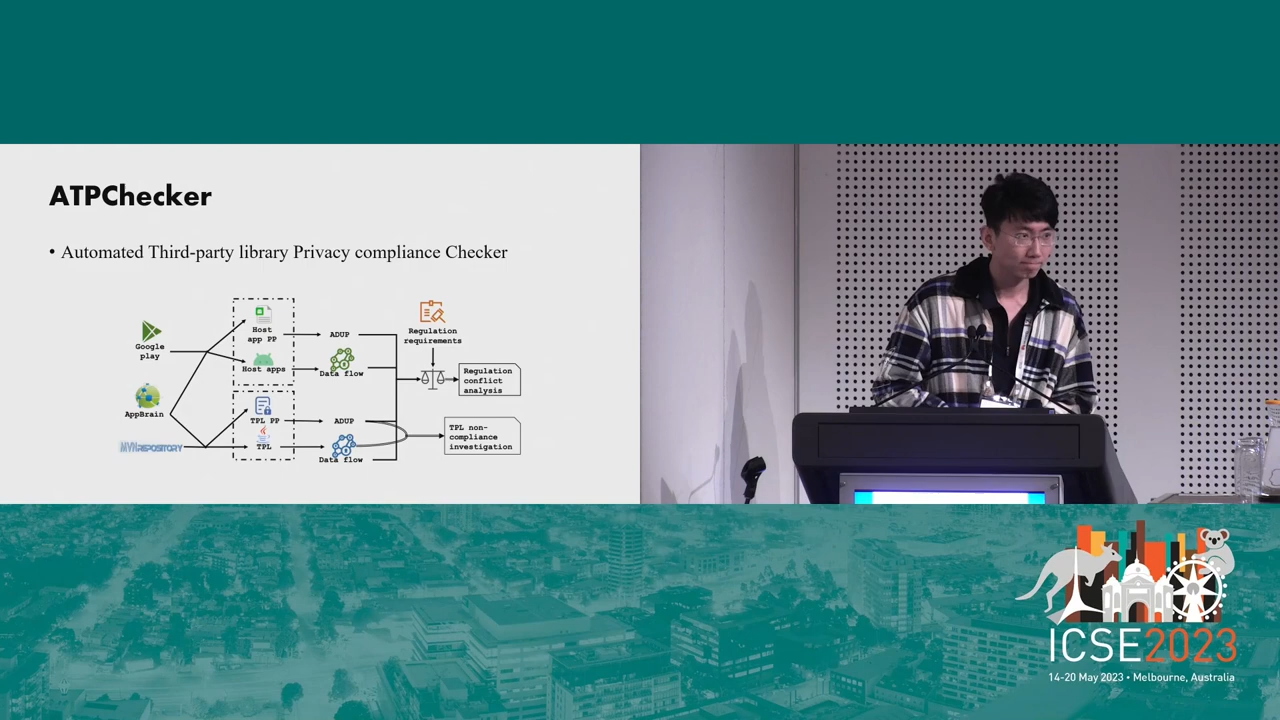 ATPChecker
• Automated Third-party library Privacy compliance Checker
Google
play
AppBrain
MVNREPOSITORY
Host
app PP
Host apps
TPL PP
TPL
ADUP
Data flow
ADUP
Data flow
Regulation
requirements
Regulation
conflict
analysis
TPL non-
compliance
investigation
ICSE2023
14-20 May 2023 • Melbourne, Australia